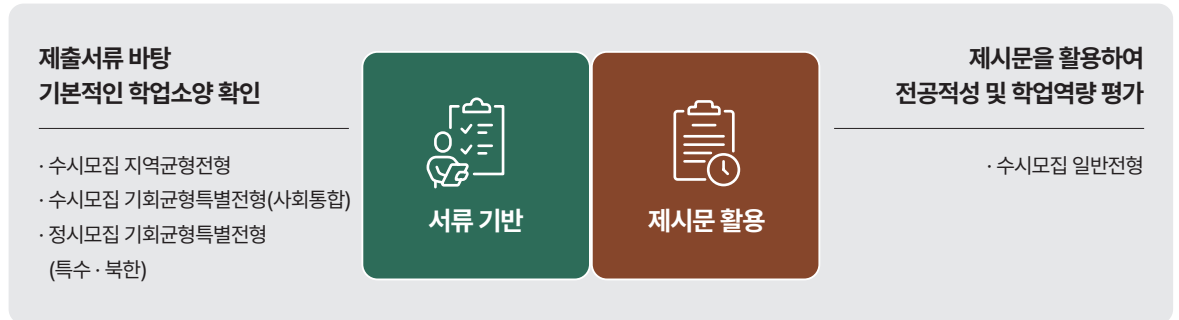 제출서류 바탕
기본적인 학업소양 확인
· 수시모집 지역균형전형
· 수시모집 기회균형특별전형(사회통합)
· 정시모집 기회균형특별전형
(특수 · 북한)
서류 기반
제시문 활용
제시문을 활용하여
전공적성 및 학업역량 평가
· 수시모집 일반전형